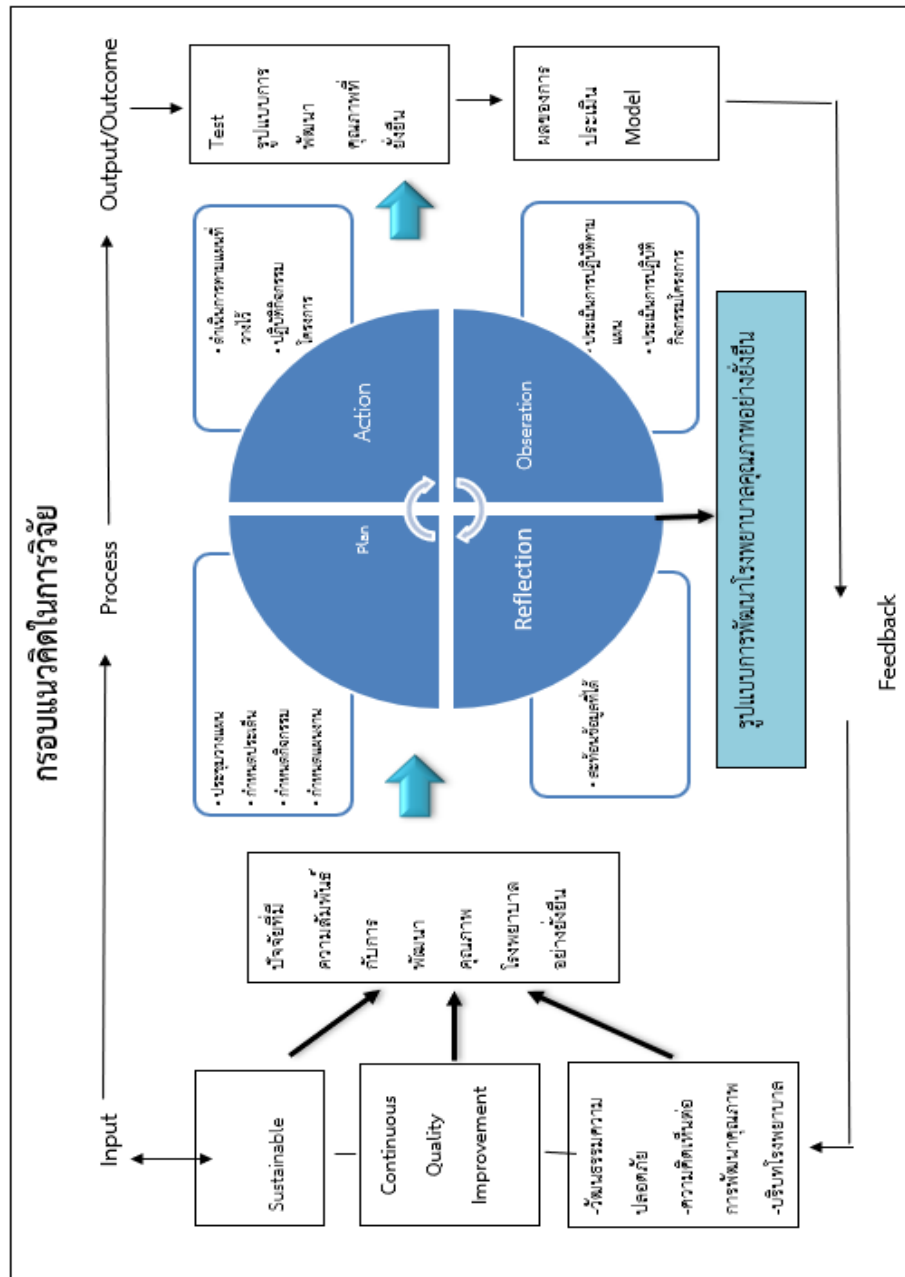 กรอบแนวคิดในการวิจัย
Input
Process
Output/Outcome
Sustainable
Continuous
Quality
Improvement
-วัฒนธรรมความ
ปลอดภัย
-ความคิดเห็นต่อ
การพัฒนาคุณภาพ
-บริบทโรงพยาบาล
ปัจจัยที่มี
ความสัมพันธ์
กับการ
พัฒนา
คุณภาพ
โรงพยาบาล
อย่างยั่งยืน
• ประชุมวางแผน
• กำหนดประเด็น
• กำหนดกิจกรรม
• กำหนดแผนงาน
Plan
Action
• ดำเนินการตามแผนที่
วางไว้
• ปฏิบัติกิจกรรม
โครงการ
Reflection
Obseration
• สะท้อนข้อมูลที่ได้
• ประเมินการปฏิบัติตาม
แผน
• ประเมินการปฏิบัติ
กิจกรรมโครงการ
รูปแบบการพัฒนาโรงพยาบาลคุณภาพอย่างยั่งยืน
Test
รูปแบบการ
พัฒนา
คุณภาพที่
ยั่งยืน
ผลของการ
ประเมิน
Model
Feedback